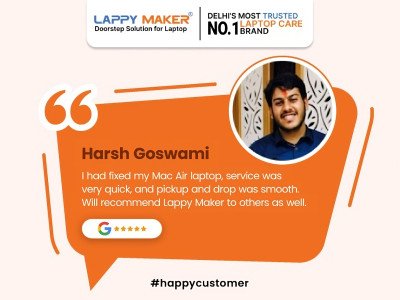 LAPPY MAKER®
Doorstep Solution for Laptop
DELHI'S MOST TRUSTED
NO.1 LAPTOP CARE BRAND
Harsh Goswami
I had fixed my Mac Air laptop, service was
very quick, and pickup and drop was smooth.
Will recommend Lappy Maker to others as well.
#happycustomer